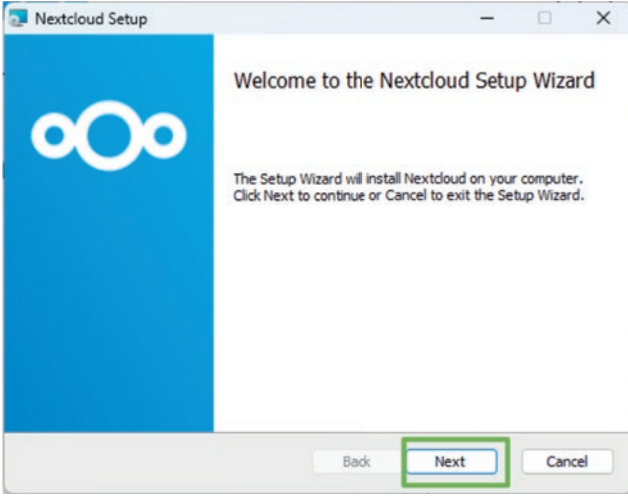 Nextcloud Setup
Welcome to the Nextcloud Setup Wizard
The Setup Wizard will install Nextcloud on your computer.
Click Next to continue or Cancel to exit the Setup Wizard.
Back
Next
Cancel